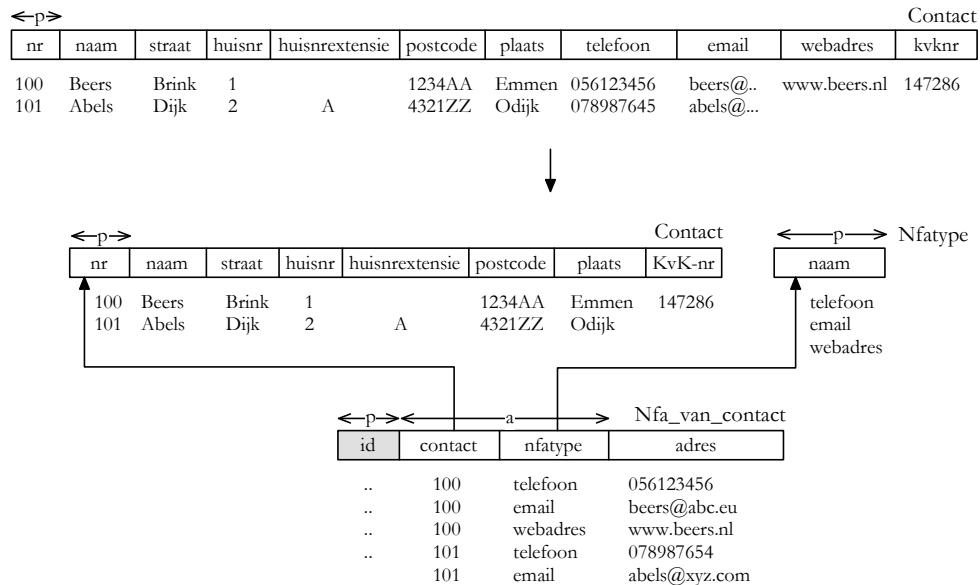 p Contact
nr naam straat huisnr huisnrextensie postcode plaats telefoon email webadres kvknr
100 Beers Brink 1 1234AA Emmen 056123456 beers@.. www.beers.nl 147286
101 Abels Dijk 2 A 4321ZZ Odijk 078987645 abels@...
p Contact p Nfatype
nr naam straat huisnr huisnrextensie postcode plaats KvK-nr naam
100 Beers Brink 1 1234AA Emmen 147286 telefoon
101 Abels Dijk 2 A 4321ZZ Odijk email
webadres
p a Nfa_van_contact
id contact nfatype adres
.. 100 telefoon 056123456
.. 100 email beers@abc.eu
.. 100 webadres www.beers.nl
.. 101 telefoon 078987654
101 email abels@xyz.com